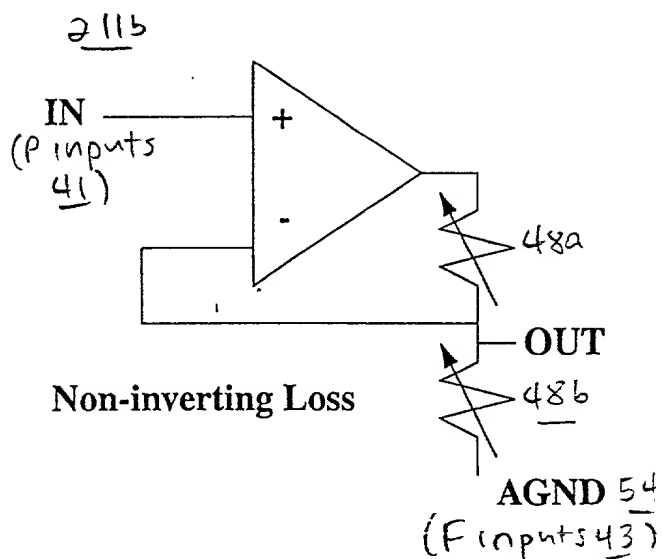 211b
IN
+
(P inputs
41)
-
48a
OUT
Non-inverting Loss
48b
AGND 54
(F inputs 43)